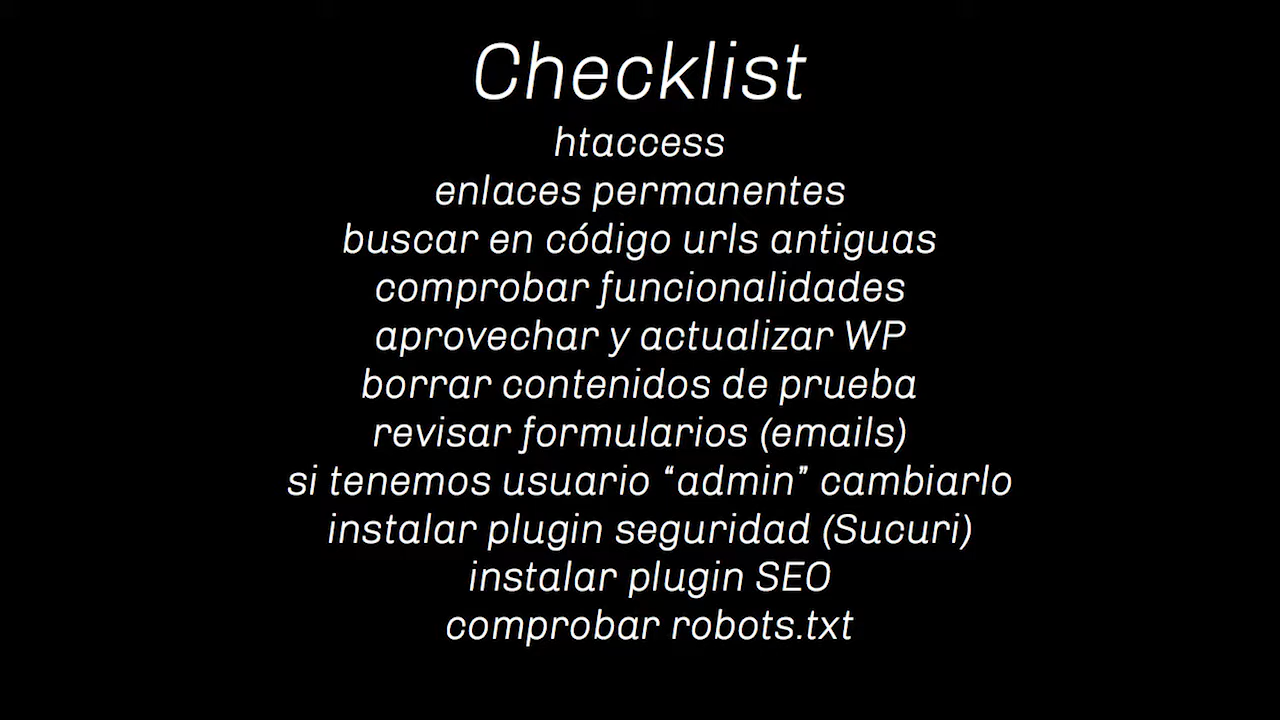 Checklist
htaccess
enlaces permanentes
buscar en código urls antiguas
comprobar funcionalidades
aprovechar y actualizar WP
borrar contenidos de prueba
revisar formularios (emails)
si tenemos usuario “admin” cambiarlo
instalar plugin seguridad (Sucuri)
instalar plugin SEO
comprobar robots.txt